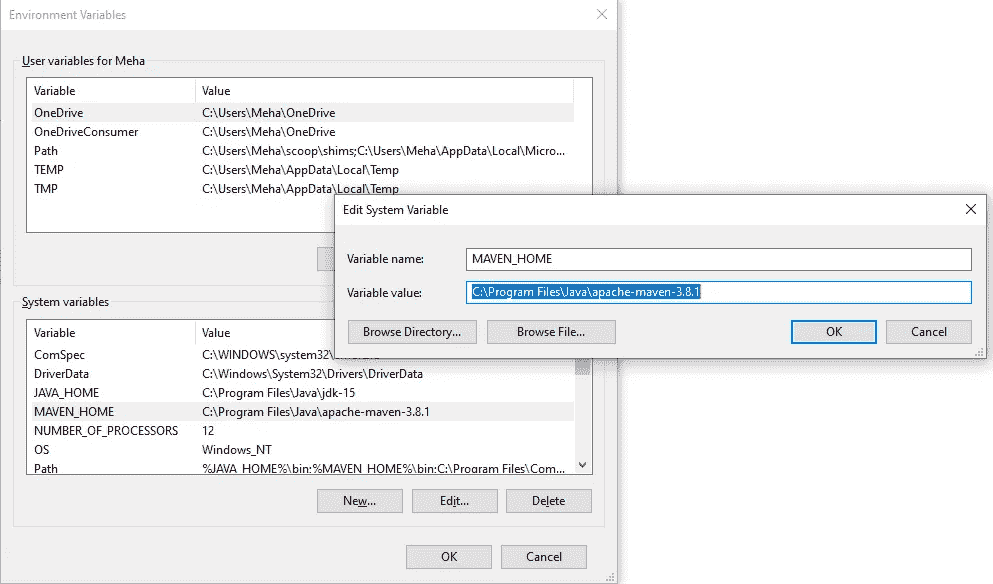 Environment Variables
User variables for Meha
Variable Value
OneDrive C:\Users\Meha\OneDrive
OneDriveConsumer C:\Users\Meha\OneDrive
Path C:\Users\Meha\scoop\shims;C:\Users\Meha\AppData\Local\Micro...
TEMP C:\Users\Meha\AppData\Local\Temp
TMP C:\Users\Meha\AppData\Local\Temp
Edit System Variable
Variable name: MAVEN_HOME
Variable value: C:\Program Files\Java\apache-maven-3.8.1
Browse Directory... Browse File... OK Cancel
System variables
Variable Value
ComSpec C:\WINDOWS\system32\
DriverData C:\Windows\System32\Drivers\DriverData
JAVA_HOME C:\Program Files\Java\jdk-15
MAVEN_HOME C:\Program Files\Java\apache-maven-3.8.1
NUMBER_OF_PROCESSORS 12
OS Windows_NT
Path %JAVA_HOME%\bin;%MAVEN_HOME%\bin;C:\Program Files\Com...
New... Edit... Delete
OK Cancel